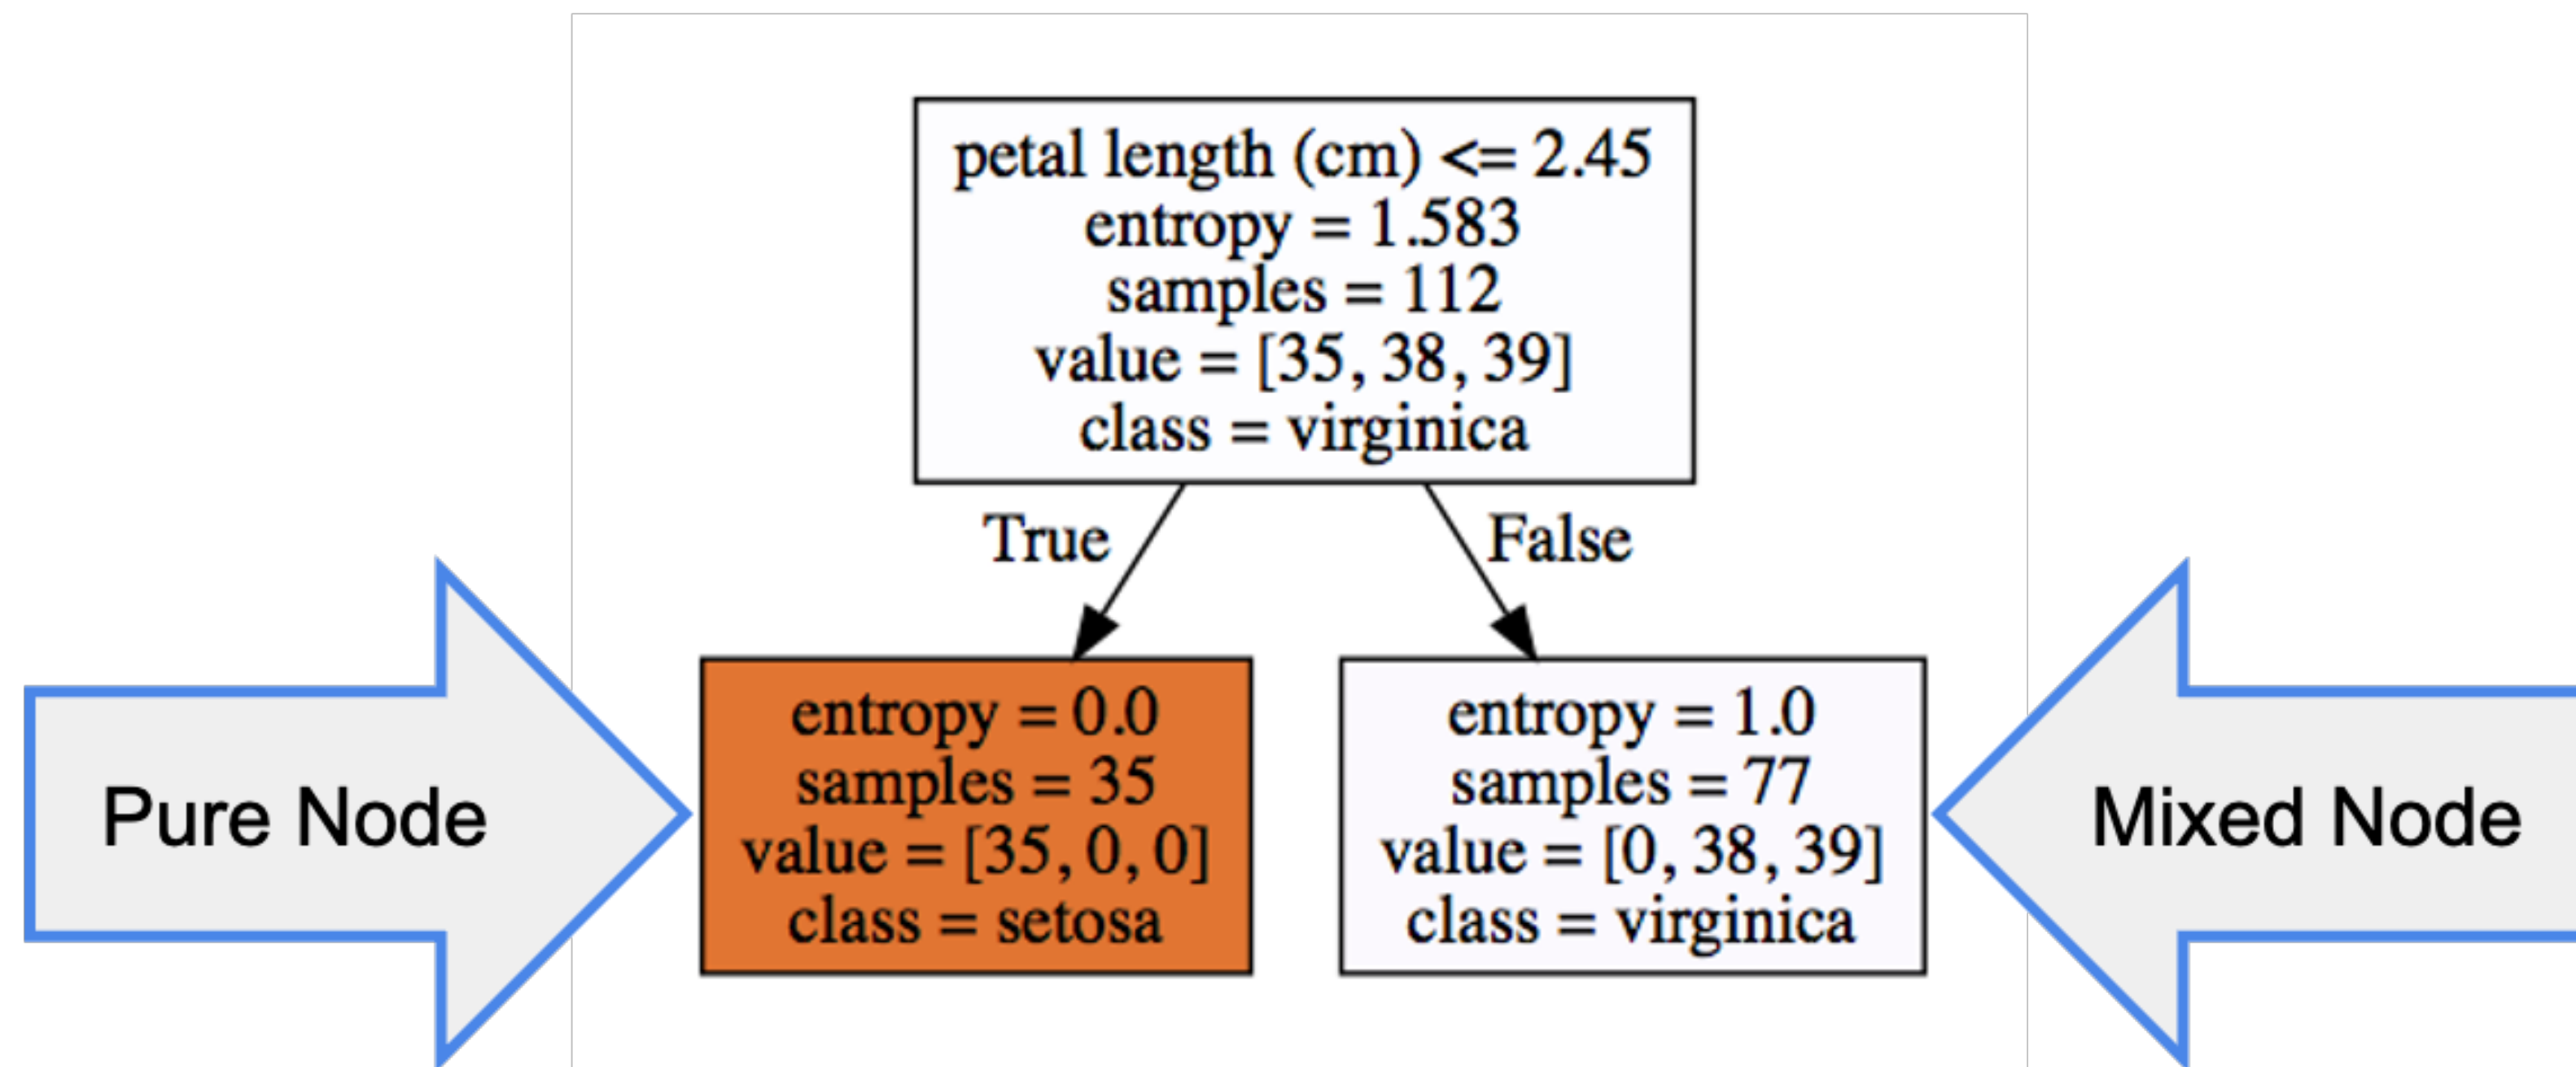 petal length (cm) <= 2.45
entropy = 1.583
samples = 112
value = [35, 38, 39]
class = virginica
True
False
Pure Node
entropy = 0.0
samples = 35
value = [35, 0, 0]
class = setosa
entropy = 1.0
samples = 77
value = [0, 38, 39]
class = virginica
Mixed Node